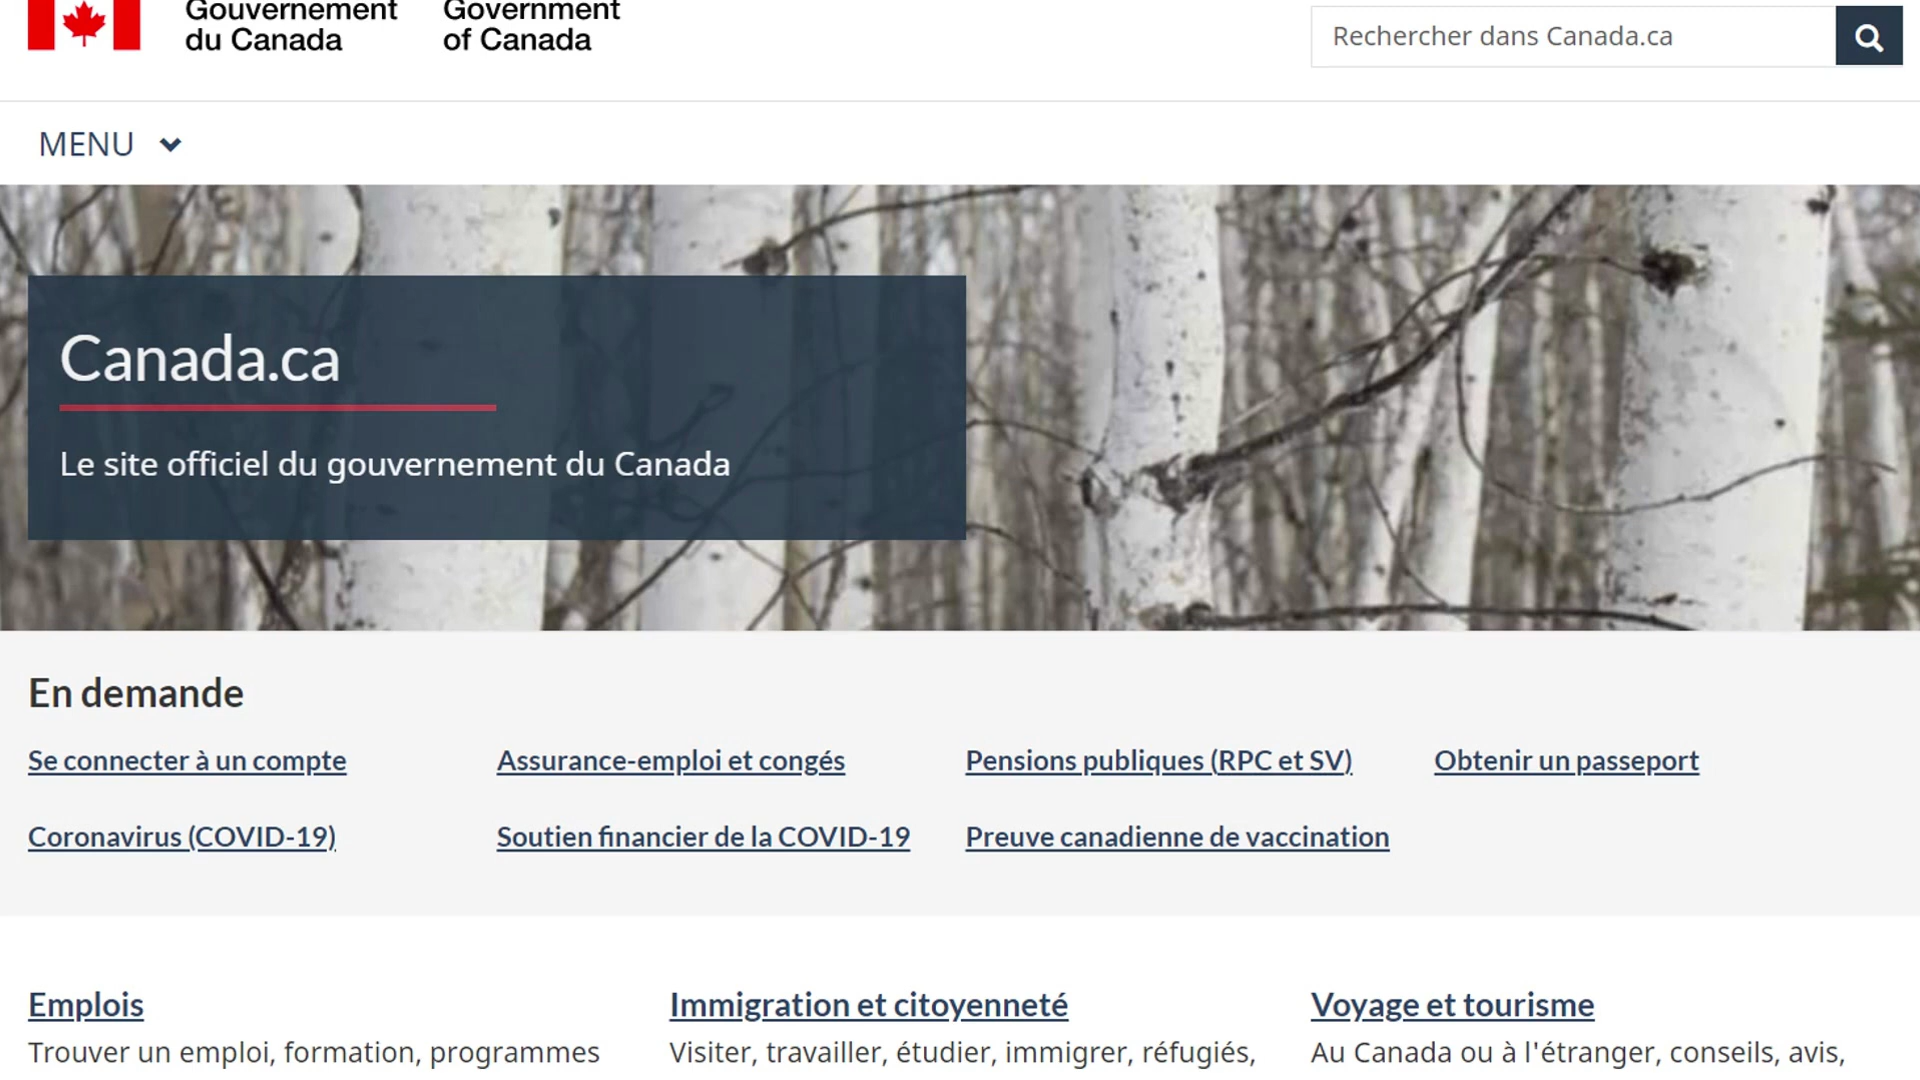 Gouvernement
du Canada
Government
of Canada
Rechercher dans Canada.ca
MENU
Canada.ca
Le site officiel du gouvernement du Canada
En demande
Se connecter à un compte
Assurance-emploi et congés
Pensions publiques (RPC et SV)
Obtenir un passeport
Coronavirus (COVID-19)
Soutien financier de la COVID-19
Preuve canadienne de vaccination
Emplois
Trouver un emploi, formation, programmes
Immigration et citoyenneté
Visiter, travailler, étudier, immigrer, réfugiés,
Voyage et tourisme
Au Canada ou à l'étranger, conseils, avis,